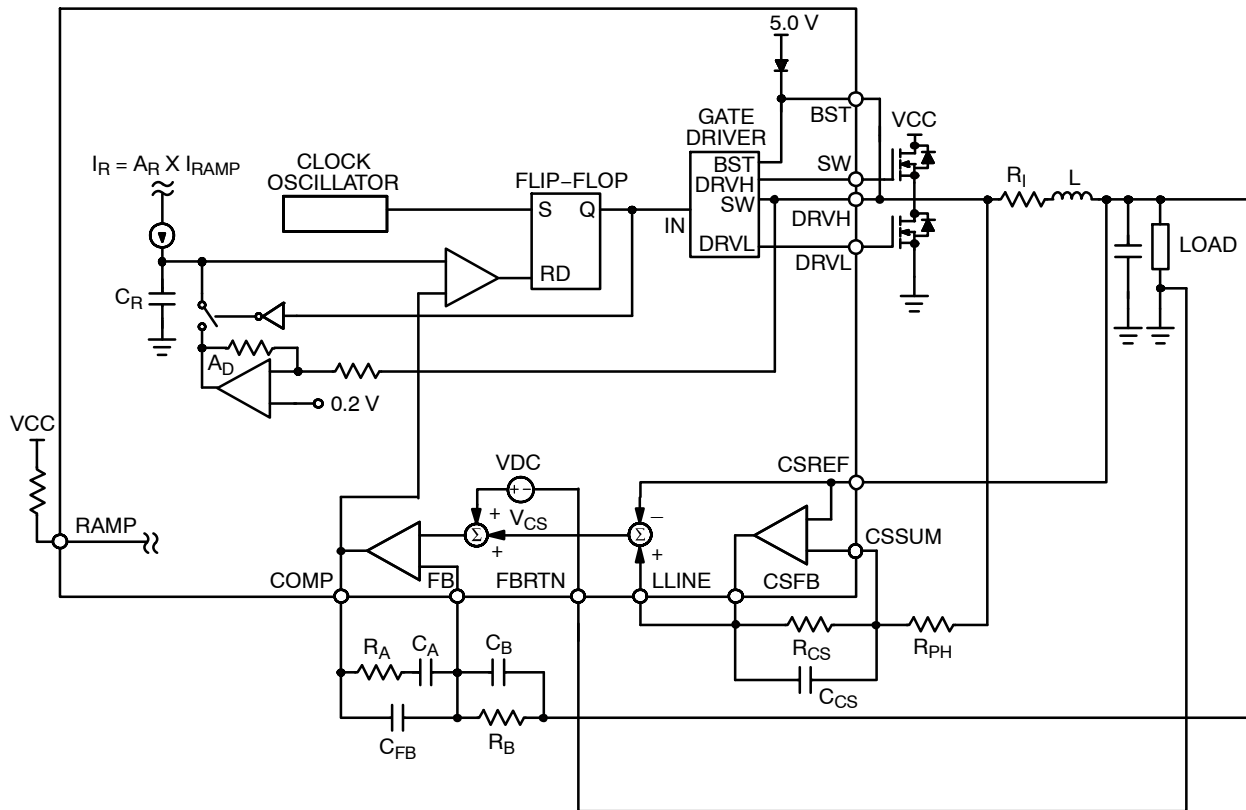 5.0 V
BST
VCC
GATE
DRIVER
BST
DRVH
SW
DRVL
IN
SW
DRVH
DRVL
R_I
L
LOAD
I_R = A_R X I_RAMP
CLOCK
OSCILLATOR
FLIP–FLOP
S
Q
RD
C_R
A_D
0.2 V
VCC
RAMP
VDC
+ –
+
V_CS
Σ
+
CSREF
–
Σ
+
CSSUM
COMP
FB
FBRTN
LLINE
CSFB
R_A
C_A
C_B
R_CS
R_PH
C_CS
C_FB
R_B